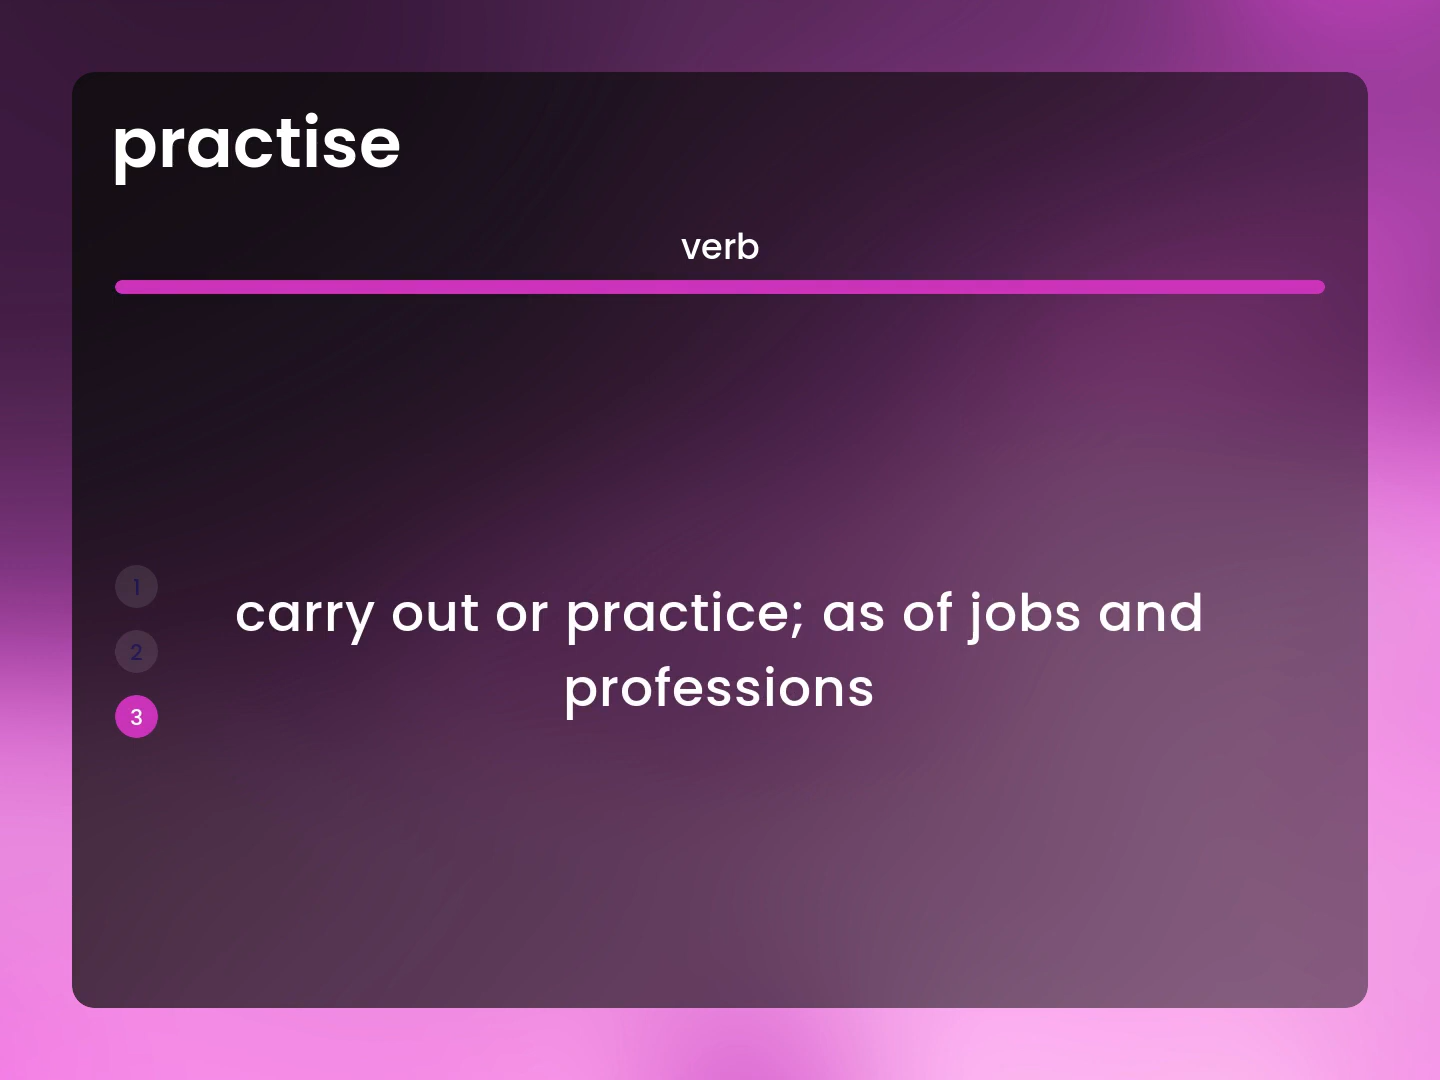 practise
verb
1
2
3
carry out or practice; as of jobs and
professions